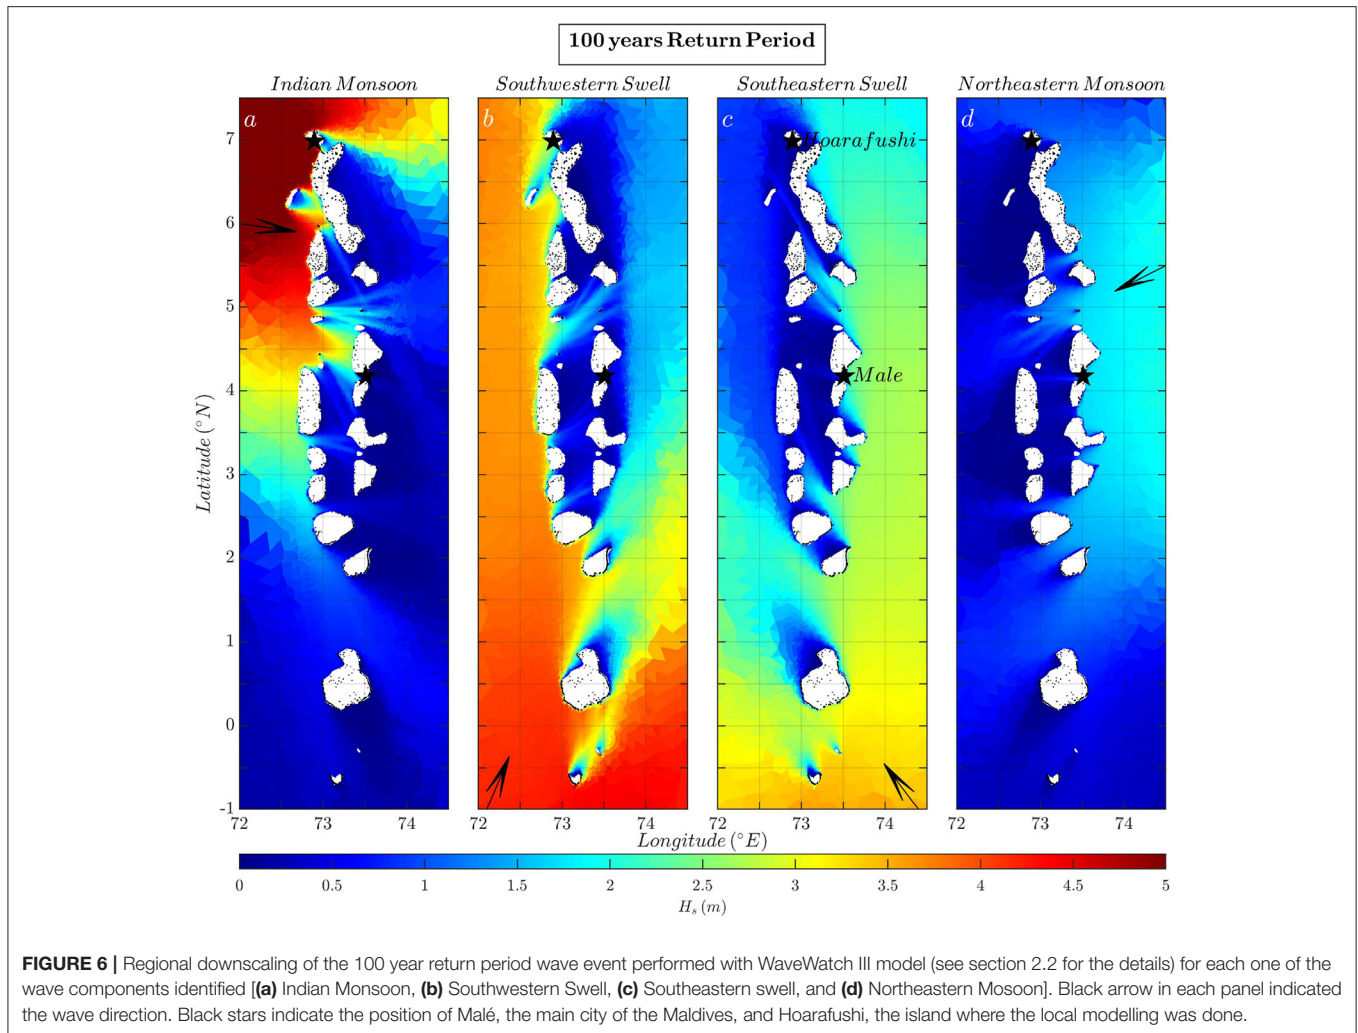 100 years Return Period
Indian Monsoon
Southwestern Swell
Southeastern Swell
Northeastern Monsoon
a
b
c
d
Hoarafushi
Male
Latitude (°N)
7
6
5
4
3
2
1
0
-1
72 73 74
72 73 74
72 73 74
72 73 74
Longitude (°E)
0 0.5 1 1.5 2 2.5 3 3.5 4 4.5 5
H_s (m)
FIGURE 6 | Regional downscaling of the 100 year return period wave event performed with WaveWatch III model (see section 2.2 for the details) for each one of the
wave components identified [(a) Indian Monsoon, (b) Southwestern Swell, (c) Southeastern swell, and (d) Northeastern Mosoon]. Black arrow in each panel indicated
the wave direction. Black stars indicate the position of Malé, the main city of the Maldives, and Hoarafushi, the island where the local modelling was done.